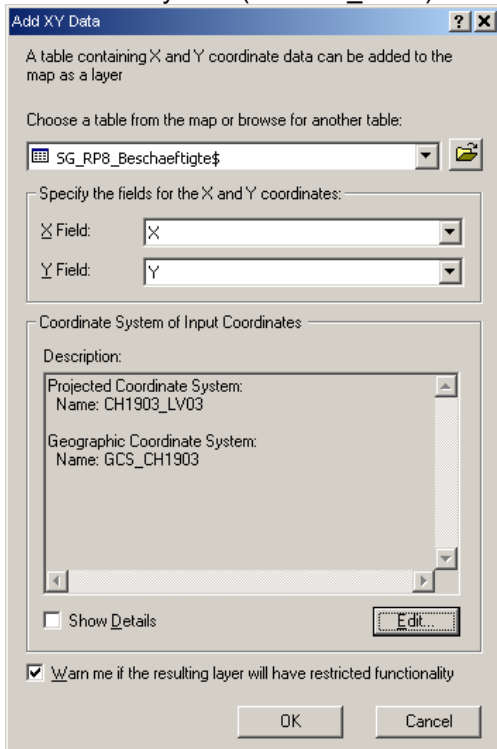 Add XY Data
A table containing X and Y coordinate data can be added to the
map as a layer
Choose a table from the map or browse for another table:
SG_RP8_Beschaeftigte$
Specify the fields for the X and Y coordinates:
X Field: X
Y Field: Y
Coordinate System of Input Coordinates
Description:
Projected Coordinate System:
Name: CH1903_LV03
Geographic Coordinate System:
Name: GCS_CH1903
Show Details Edit...
Warn me if the resulting layer will have restricted functionality
OK Cancel